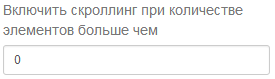 Включить скроллинг при количестве
элементов больше чем
0